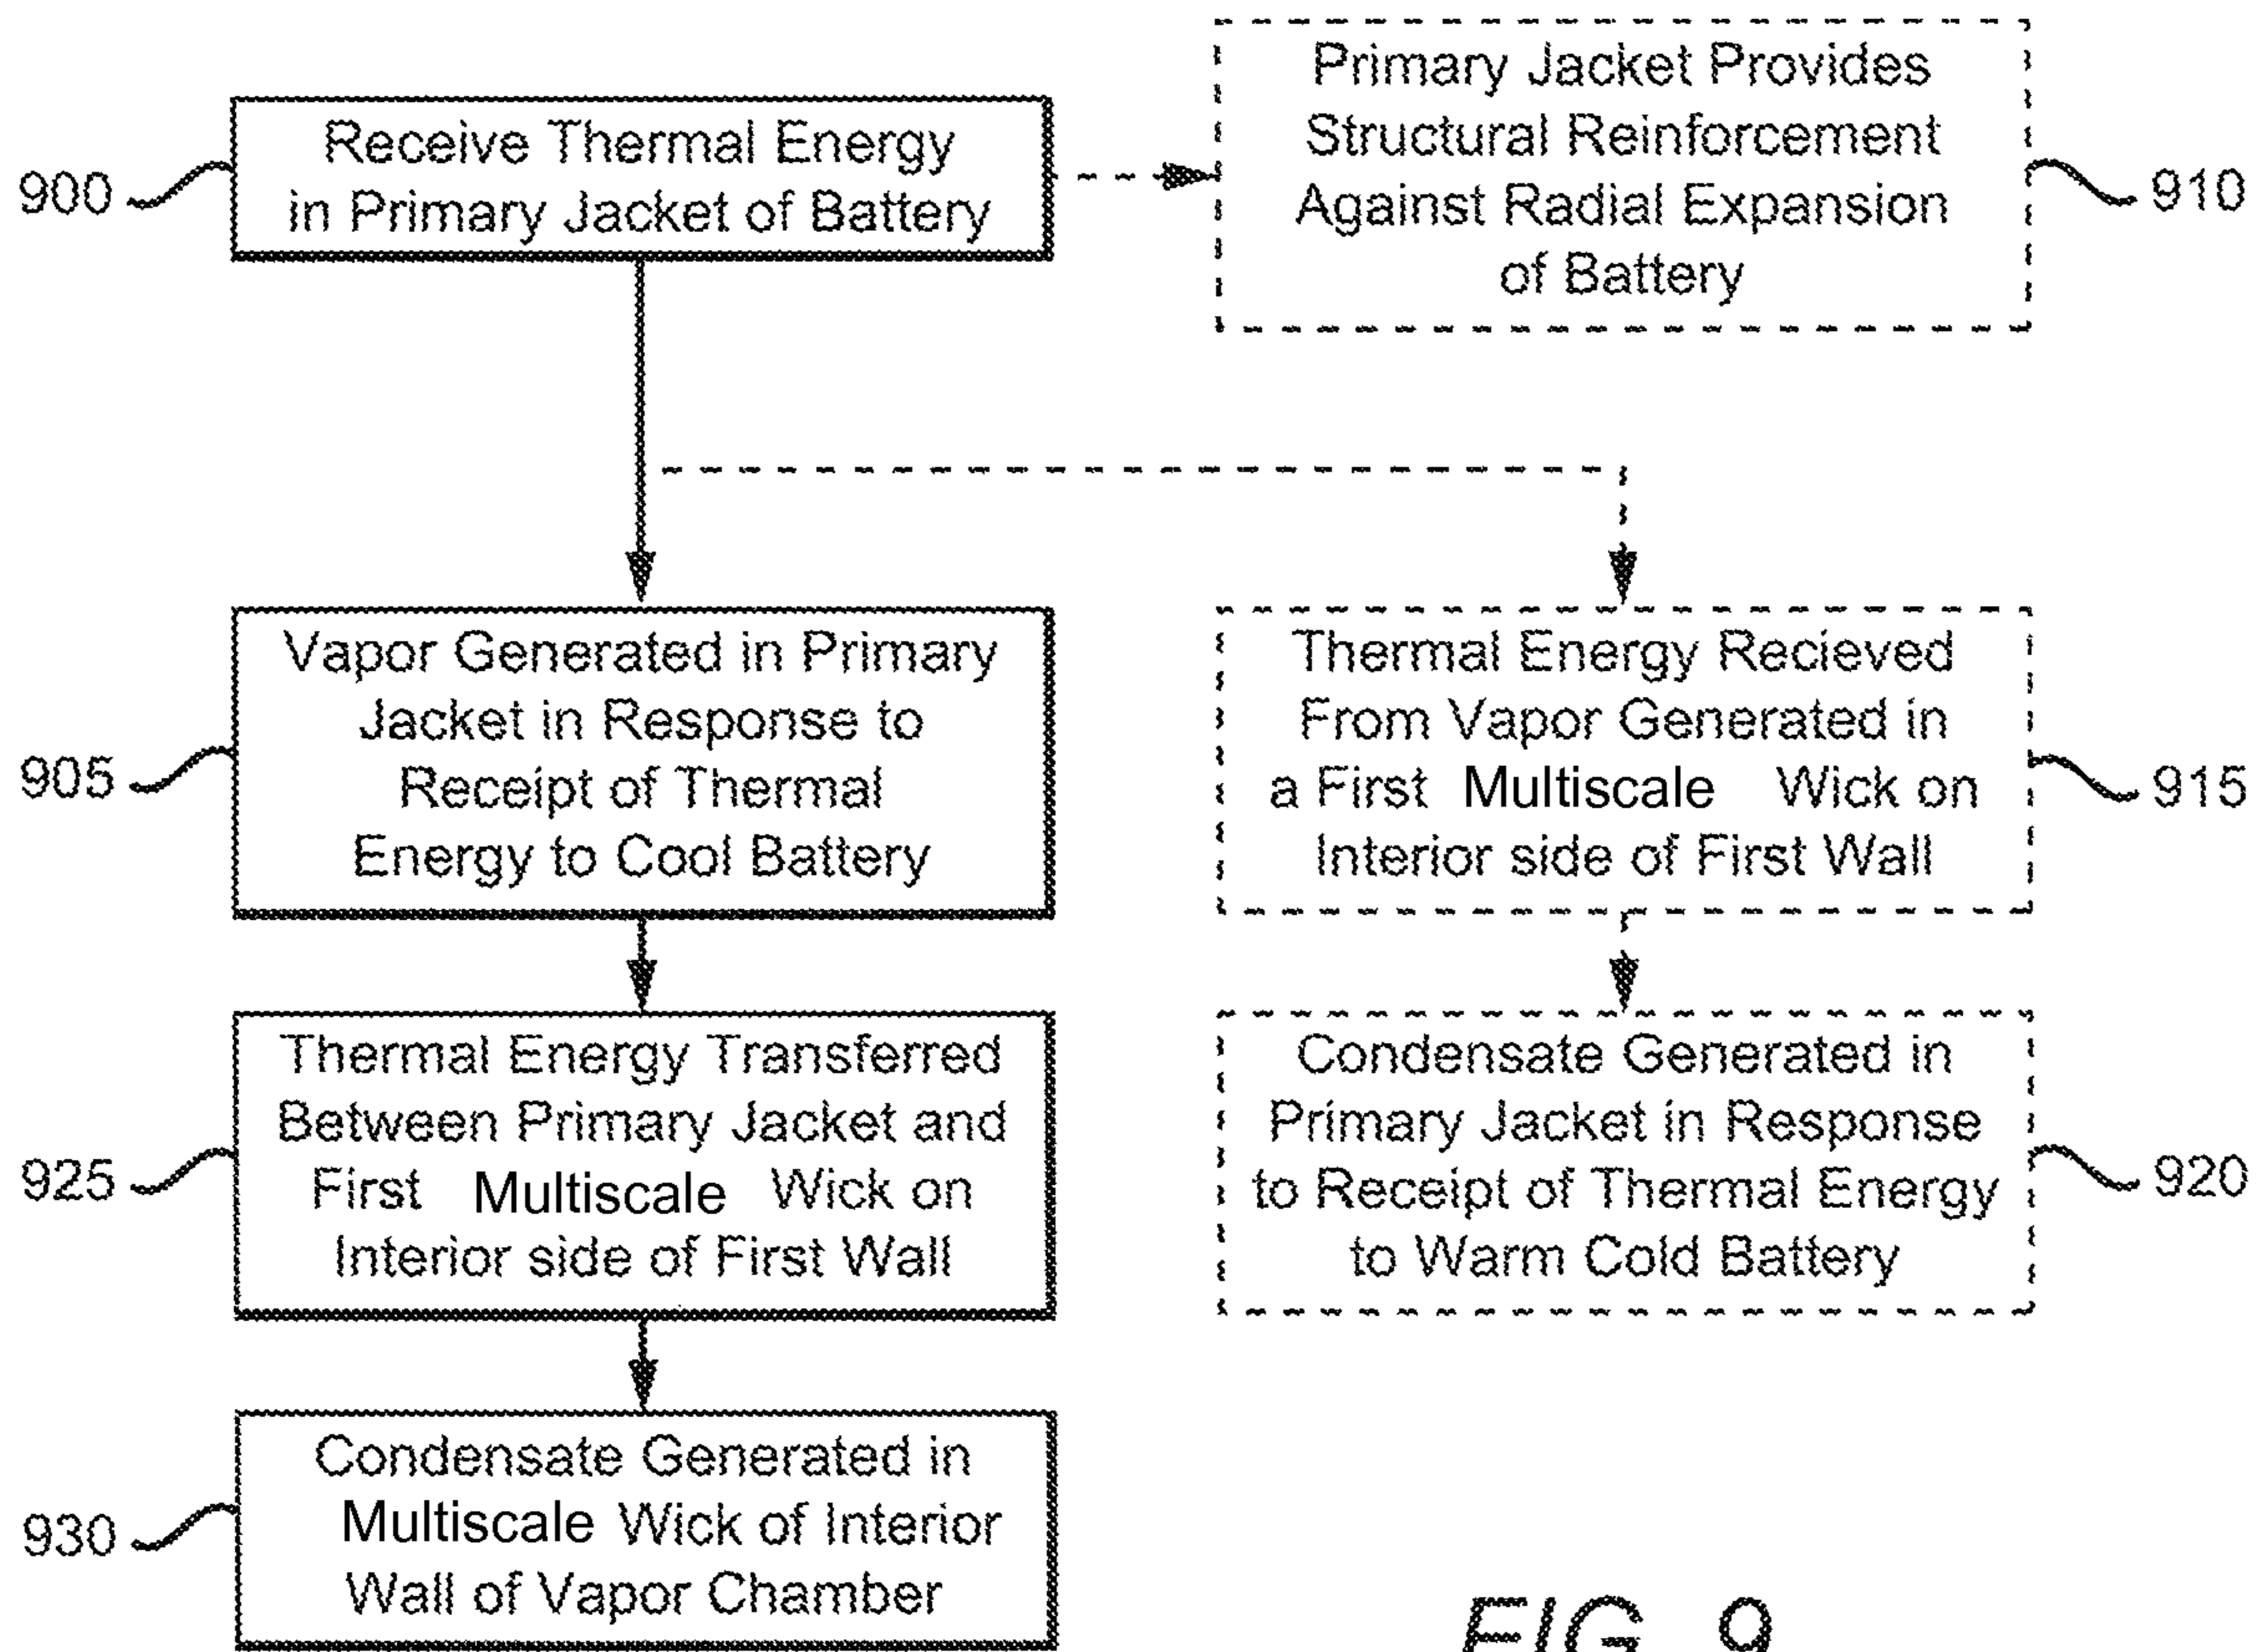 900
Receive Thermal Energy
in Primary Jacket of Battery
Primary Jacket Provides
Structural Reinforcement
Against Radial Expansion
of Battery
910
905
Vapor Generated in Primary
Jacket in Response to
Receipt of Thermal
Energy to Cool Battery
Thermal Energy Recieved
From Vapor Generated in
a First Multiscale Wick on
Interior side of First Wall
915
925
Thermal Energy Transferred
Between Primary Jacket and
First Multiscale Wick on
Interior side of First Wall
Condensate Generated in
Primary Jacket in Response
to Receipt of Thermal Energy
to Warm Cold Battery
920
930
Condensate Generated in
Multiscale Wick of Interior
Wall of Vapor Chamber
FIG. 9